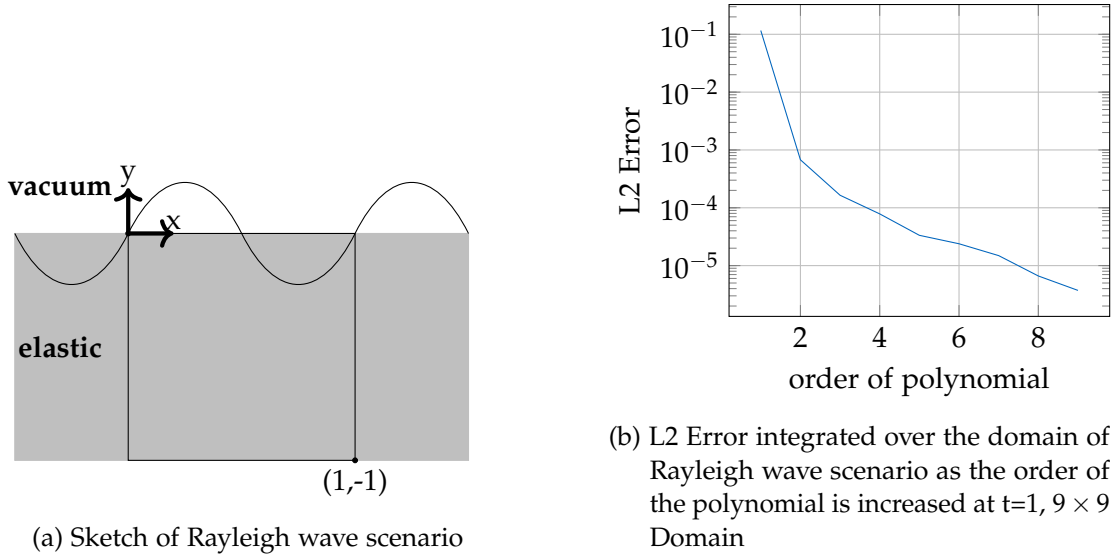 vacuum
y
x
elastic
(1,-1)
(a) Sketch of Rayleigh wave scenario
10⁻¹
10⁻²
10⁻³
10⁻⁴
10⁻⁵
L2 Error
2 4 6 8
order of polynomial
(b) L2 Error integrated over the domain of
Rayleigh wave scenario as the order of
the polynomial is increased at t=1, 9 × 9
Domain